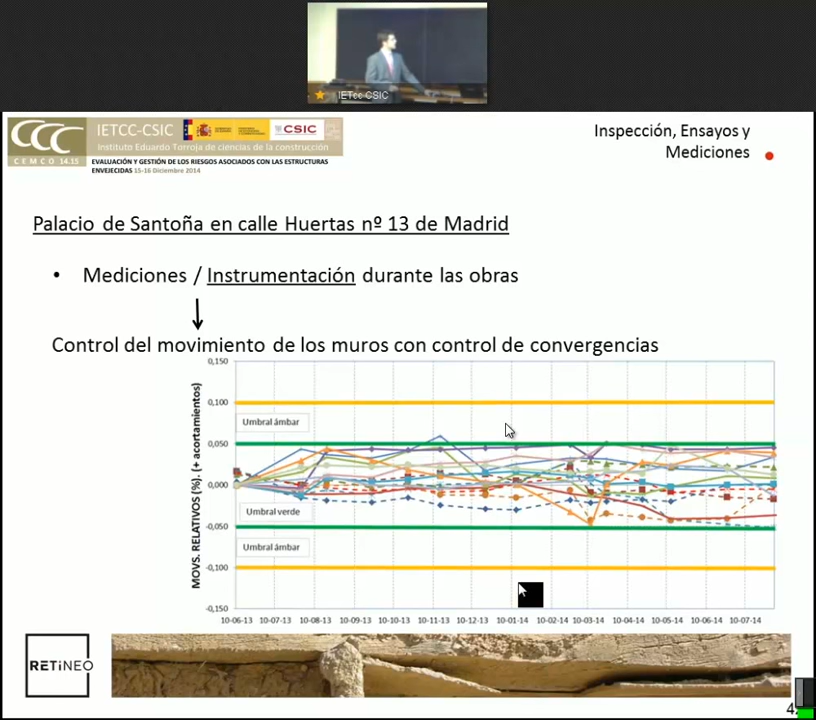 IETcc-CSIC
CCC
CEMCO 14.15
IETCC-CSIC
CSIC
Instituto Eduardo Torroja de ciencias de la construcción
EVALUACIÓN Y GESTIÓN DE LOS RIESGOS ASOCIADOS CON LAS ESTRUCTURAS
ENVEJECIDAS 15-16 Diciembre 2014
Inspección, Ensayos y
Mediciones
Palacio de Santoña en calle Huertas nº 13 de Madrid
• Mediciones / Instrumentación durante las obras
Control del movimiento de los muros con control de convergencias
MOVS. RELATIVOS (%). (+ acortamientos)
0,150
0,100
Umbral ámbar
0,050
0,000
Umbral verde
-0,050
Umbral ámbar
-0,100
-0,150
10-06-13 10-07-13 10-08-13 10-09-13 10-10-13 10-11-13 10-12-13 10-01-14 10-02-14 10-03-14 10-04-14 10-05-14 10-06-14 10-07-14
RETINEO